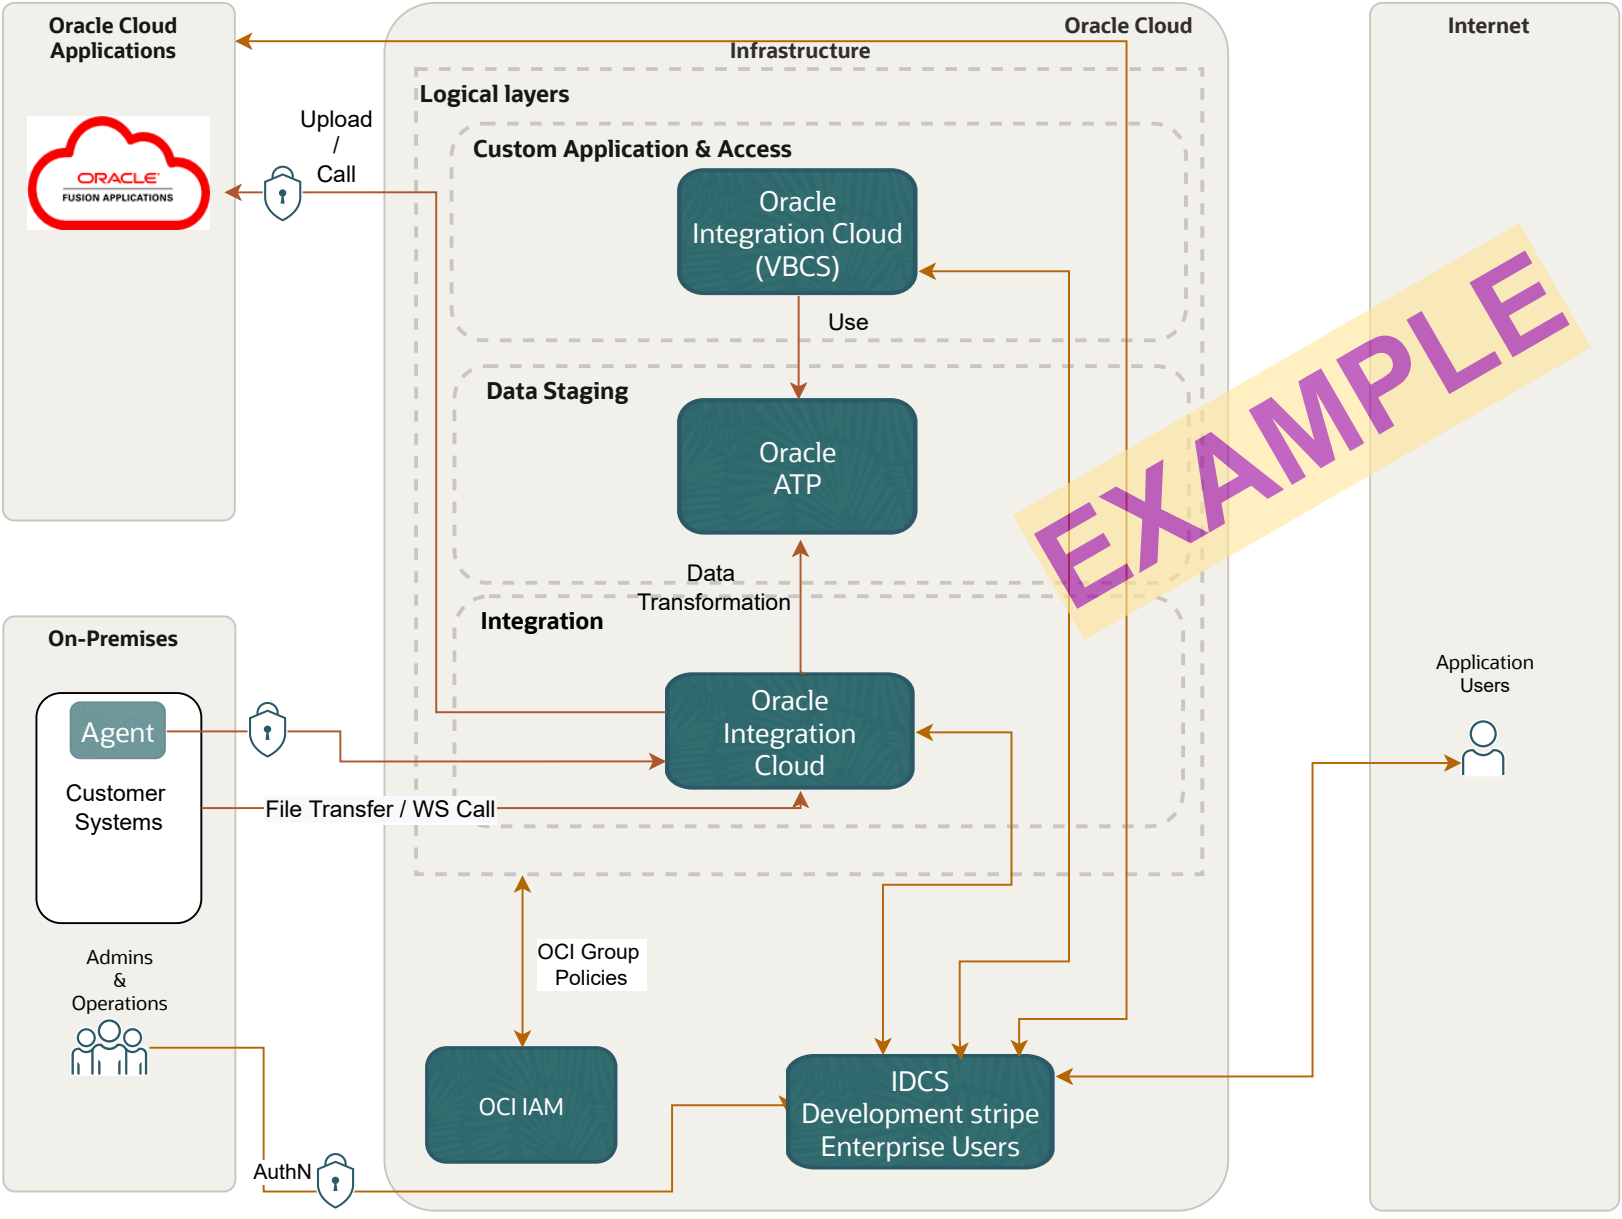 Oracle Cloud
Applications
ORACLE
FUSION APPLICATIONS
Upload
/
Call
Oracle Cloud
Infrastructure
Logical layers
Custom Application & Access
Oracle
Integration Cloud
(VBCS)
Use
Data Staging
Oracle
ATP
Data
Transformation
Integration
Oracle
Integration
Cloud
On-Premises
Agent
Customer
Systems
File Transfer / WS Call
Admins
&
Operations
AuthN
OCI Group
Policies
OCI IAM
IDCS
Development stripe
Enterprise Users
Internet
EXAMPLE
Application
Users